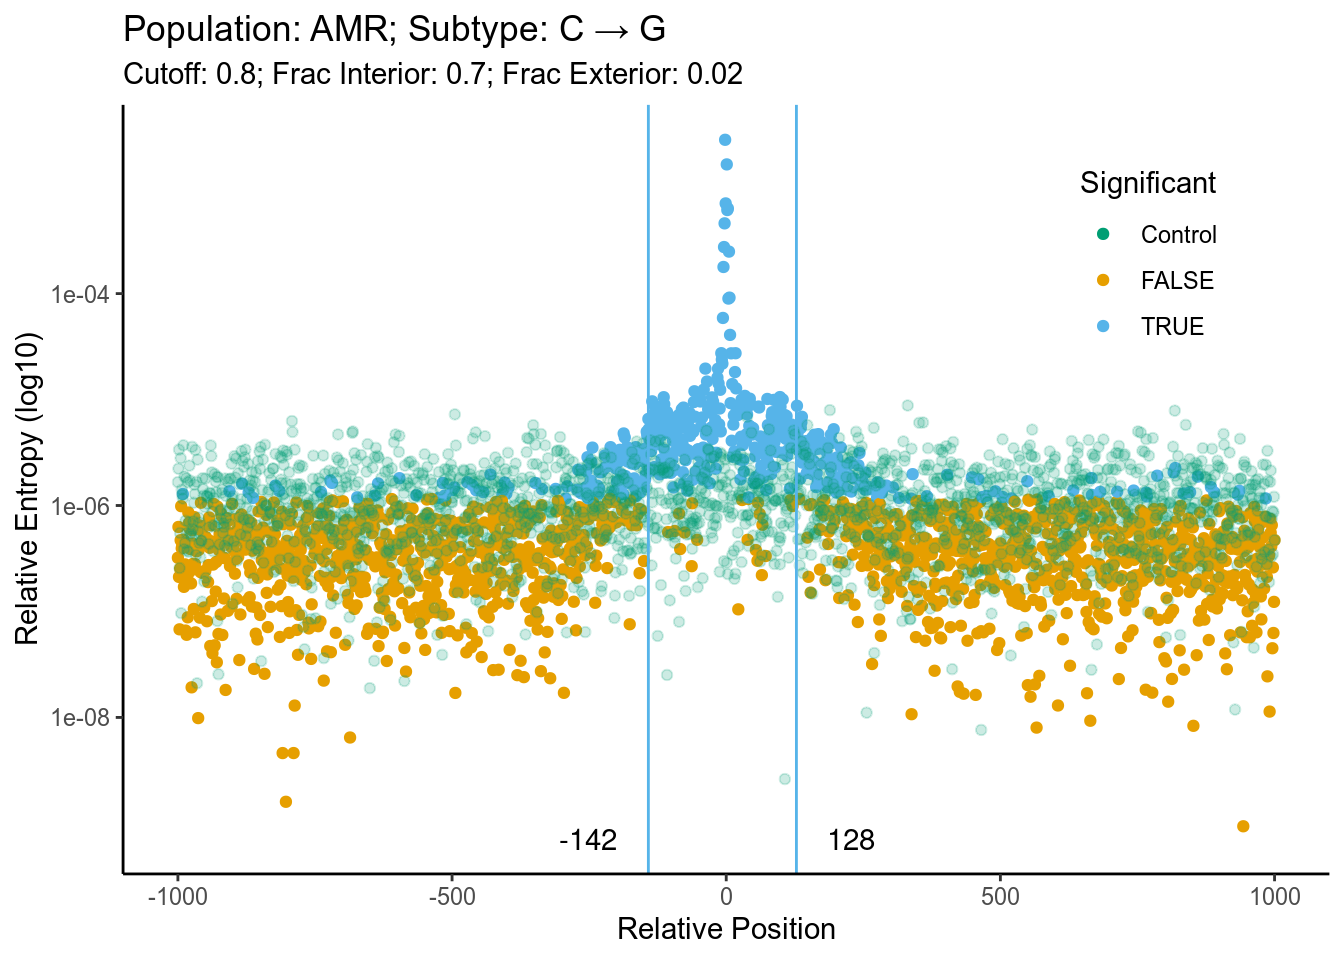 Population: AMR; Subtype: C → G
Cutoff: 0.8; Frac Interior: 0.7; Frac Exterior: 0.02
Significant
Control
FALSE
TRUE
1e-04
1e-06
1e-08
Relative Entropy (log10)
-142
128
-1000
-500
0
500
1000
Relative Position